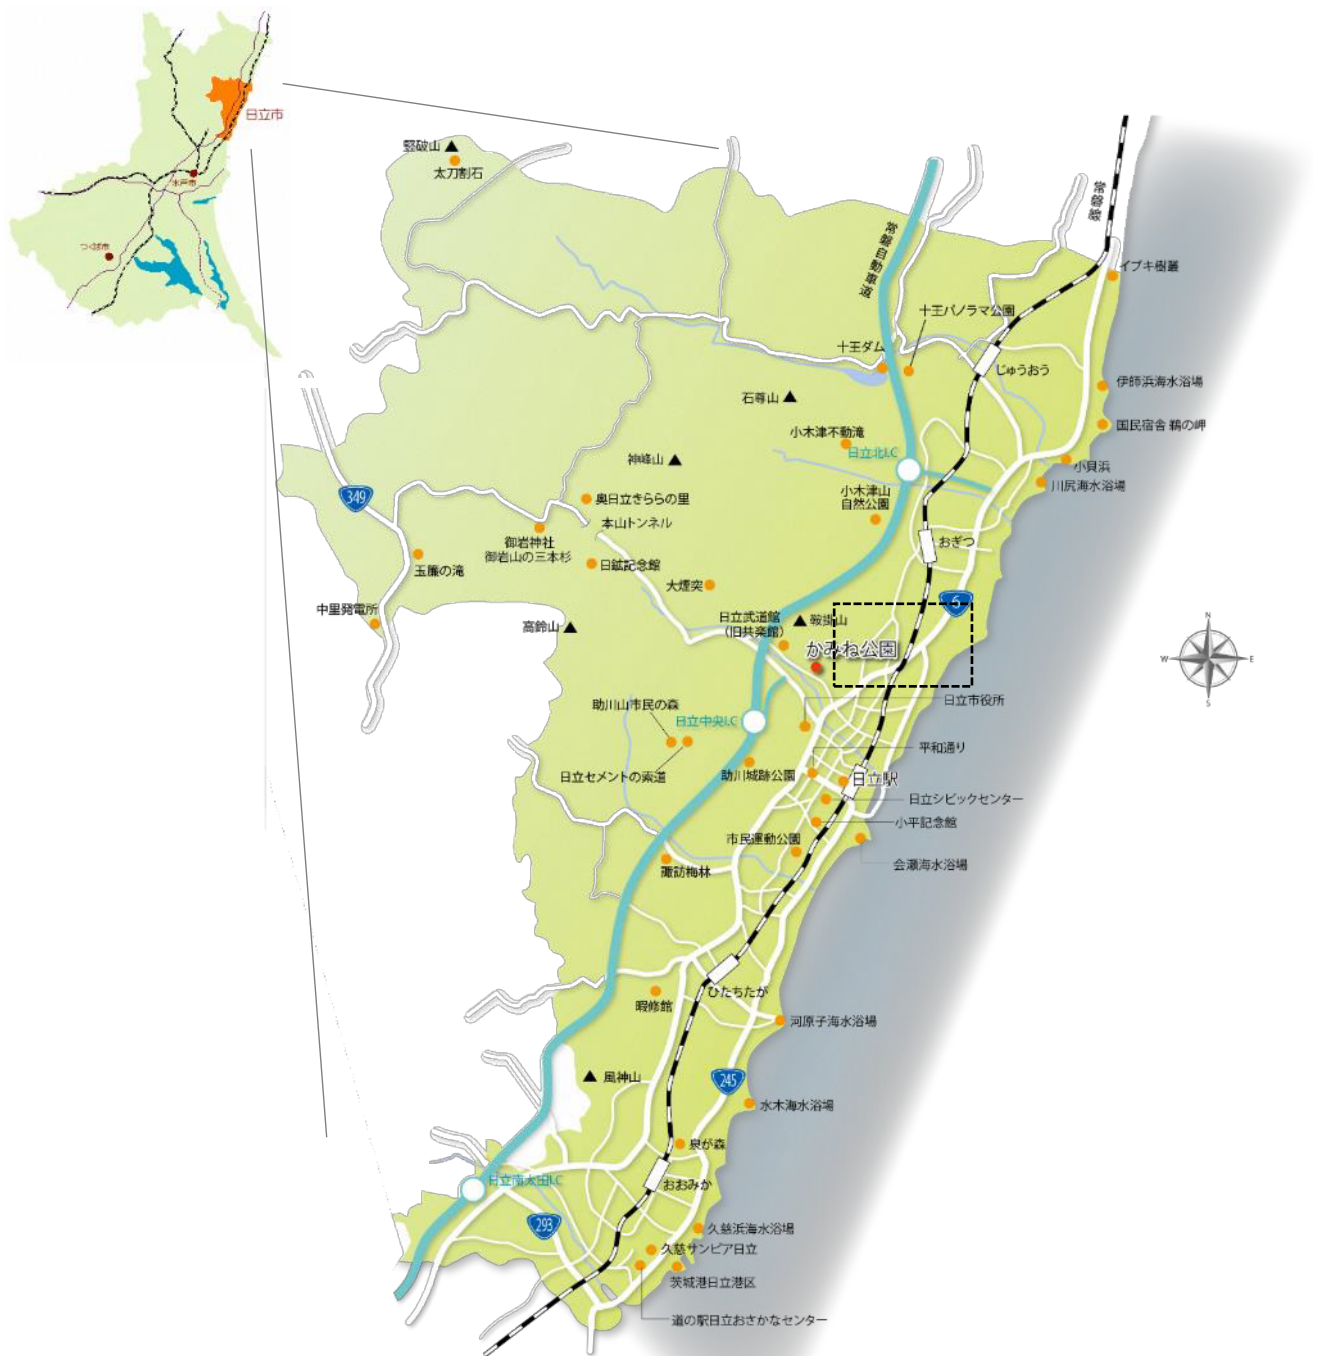 日立市
水戸市
つくば市
竪破山
太刀割石
常磐線
常磐自動車道
イブキ樹叢
十王パノラマ公園
十王ダム
じゅうおう
伊師浜海水浴場
石尊山
国民宿舎 鵜の岬
小木津不動滝
日立北I.C
小貝浜
川尻海水浴場
神峰山
349
奥日立きららの里
小木津山
自然公園
本山トンネル
御岩神社
御岩山の三本杉
おぎつ
玉簾の滝
日鉱記念館
大煙突
6
中里発電所
日立武道館
(旧共楽館)
鞍掛山
高鈴山
かみね公園
N
W
E
S
助川山市民の森
日立中央I.C
日立市役所
平和通り
日立セメントの索道
助川城跡公園
日立駅
日立シビックセンター
小平記念館
市民運動公園
会瀬海水浴場
諏訪梅林
ひたちたが
暇修館
河原子海水浴場
風神山
245
水木海水浴場
泉が森
日立南太田I.C
おおみか
293
久慈浜海水浴場
久慈サンピア日立
茨城港日立港区
道の駅日立おさかなセンター